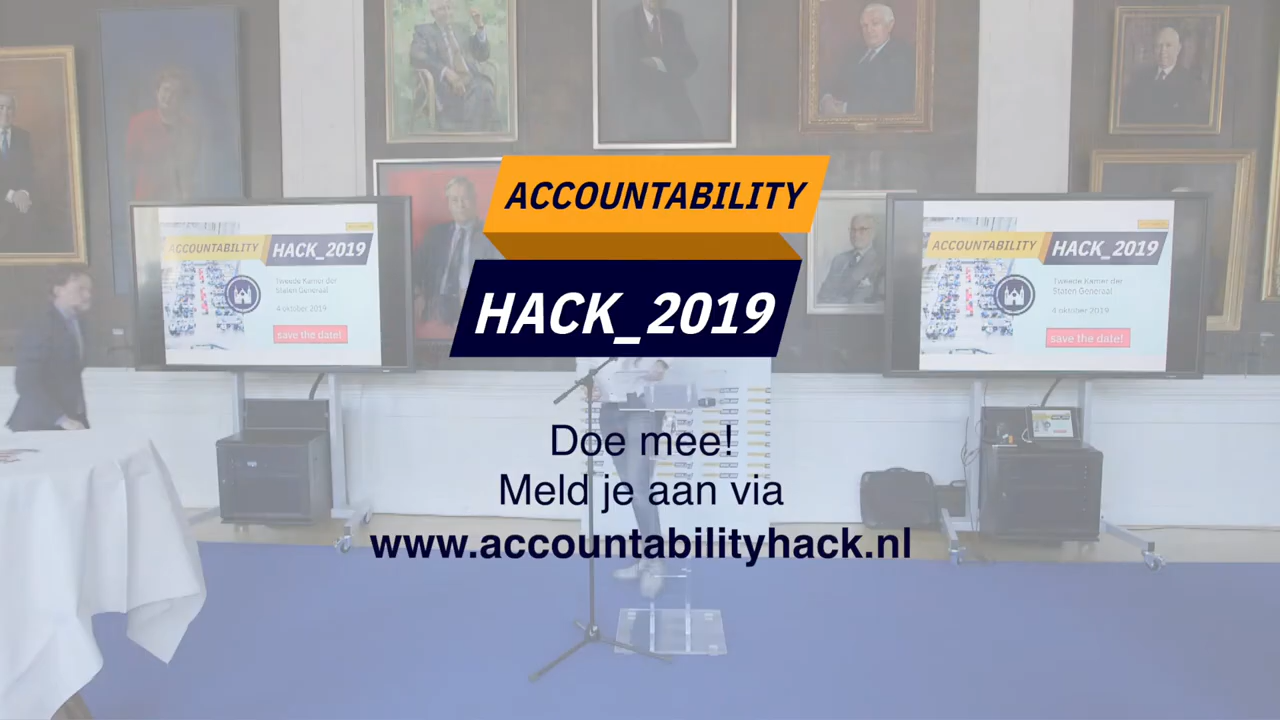 ACCOUNTABILITY
HACK_2019
Doe mee!
Meld je aan via
www.accountabilityhack.nl
ACCOUNTABILITY HACK_2019
Tweede Kamer der
Staten Generaal
4 oktober 2019
save the date!
ACCOUNTABILITY HACK_2019
Tweede Kamer der
Staten Generaal
4 oktober 2019
save the date!